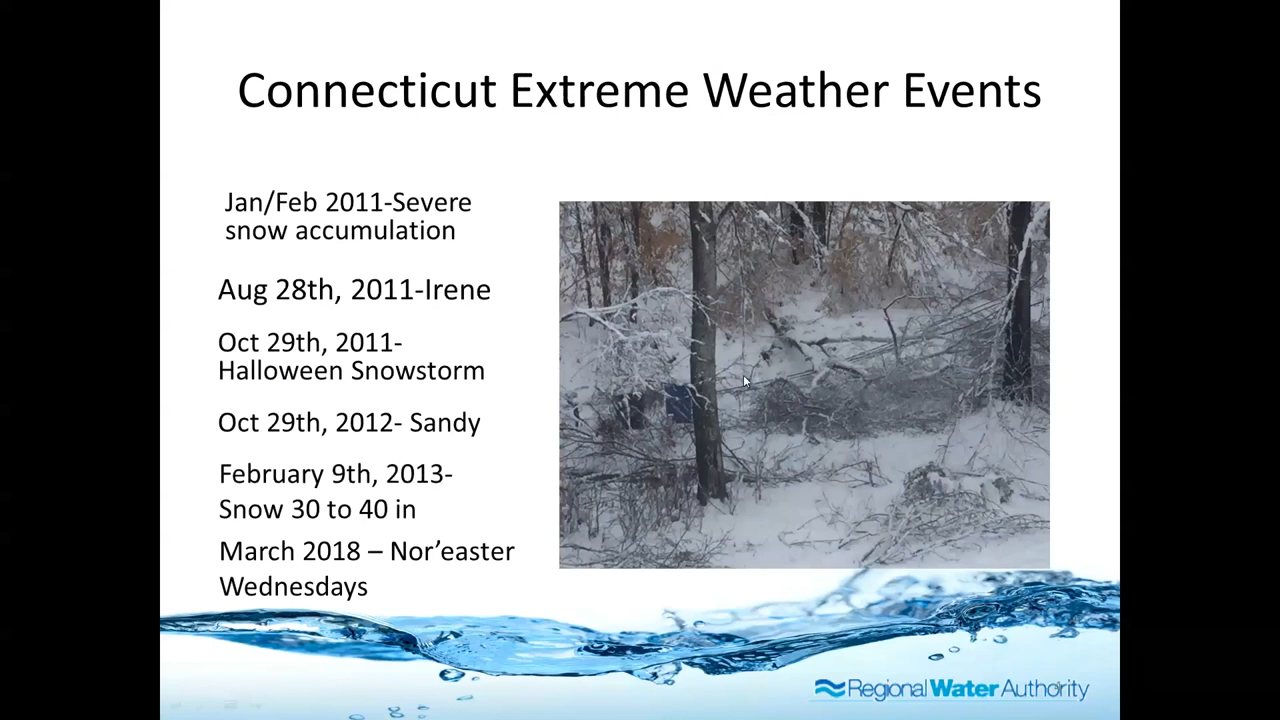 Connecticut Extreme Weather Events
Jan/Feb 2011-Severe
snow accumulation
Aug 28th, 2011-Irene
Oct 29th, 2011-
Halloween Snowstorm
Oct 29th, 2012- Sandy
February 9th, 2013-
Snow 30 to 40 in
March 2018 – Nor’easter
Wednesdays
Regional Water Authority